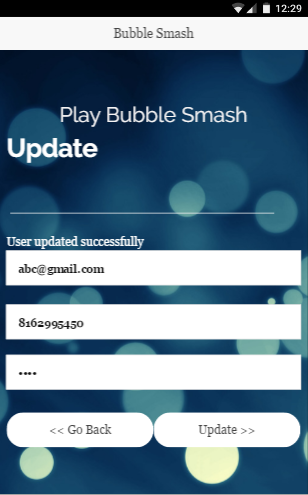 12:29
Bubble Smash
Play Bubble Smash
Update
User updated successfully
abc@gmail.com
8162995450
••••
<< Go Back
Update >>